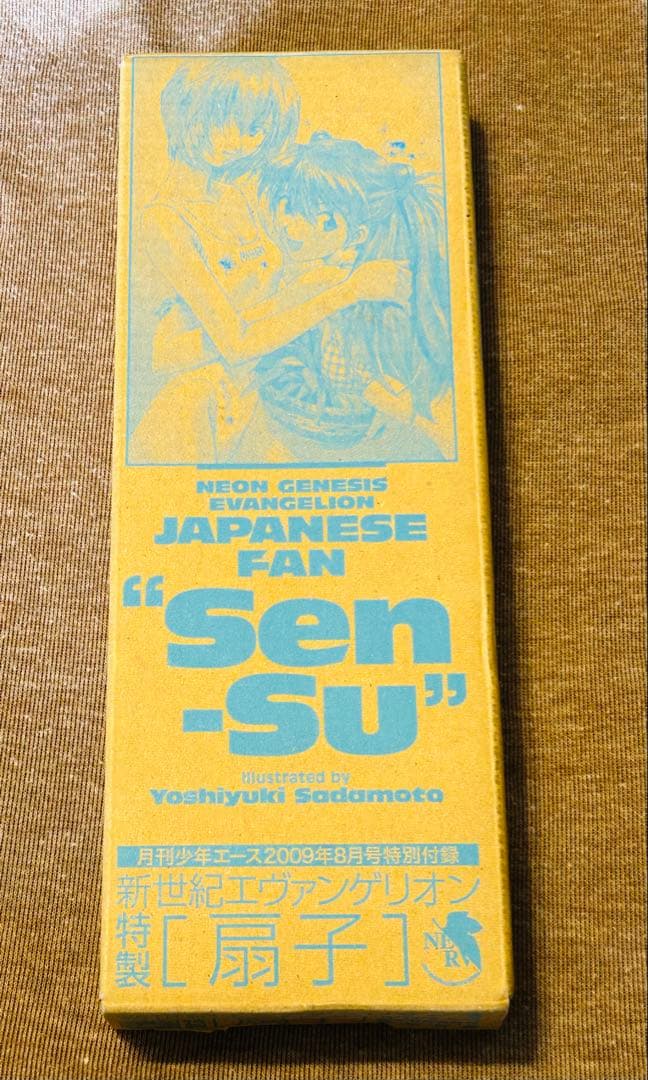 NEON GENESIS
EVANGELION
JAPANESE
FAN
“Sen
-Su”
Illustrated by
Yoshiyuki Sadamoto
月刊少年エース2009年8月号特別付録
新世紀エヴァンゲリオン
特製［扇子］
NERV